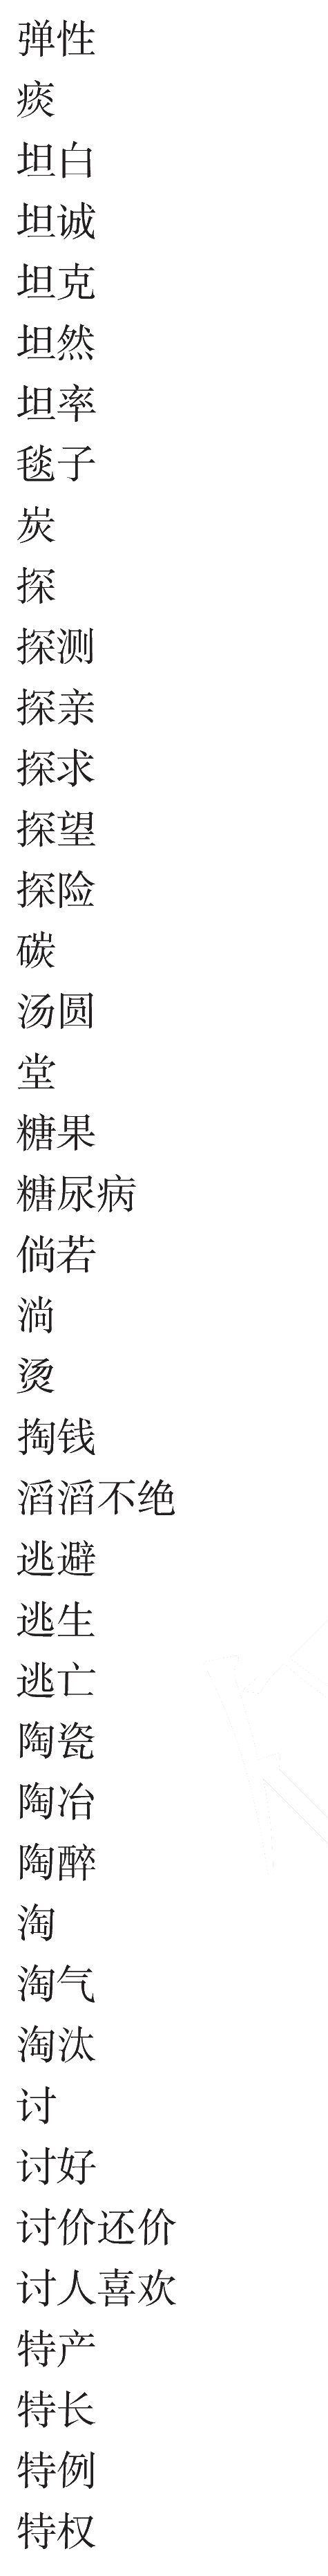 弹性
痰
坦白
坦诚
坦克
坦然
坦率
毯子
炭
探
探测
探亲
探求
探望
探险
碳
汤圆
堂
糖果
糖尿病
倘若
淌
烫
掏钱
滔滔不绝
逃避
逃生
逃亡
陶瓷
陶冶
陶醉
淘
淘气
淘汰
讨
讨好
讨价还价
讨人喜欢
特产
特长
特例
特权